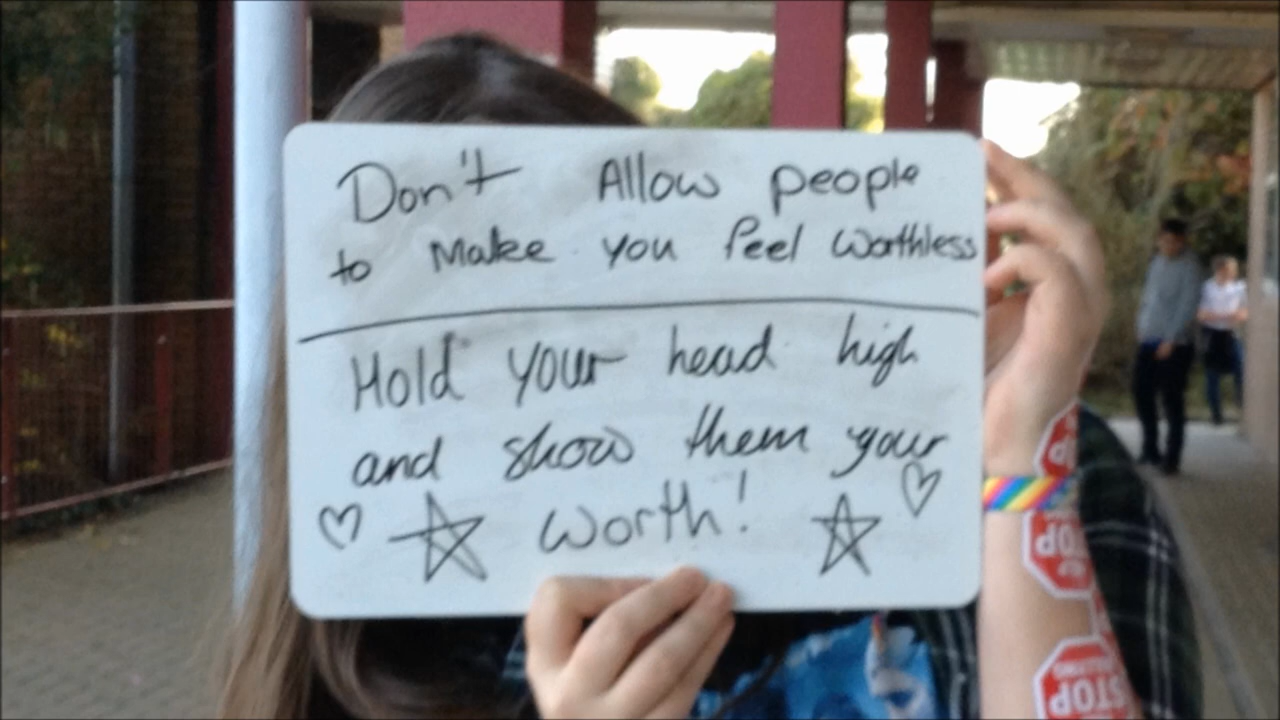 Don't Allow people
to Make you feel Worthless
Hold your head high
and show them your
worth!
STOP
STOP